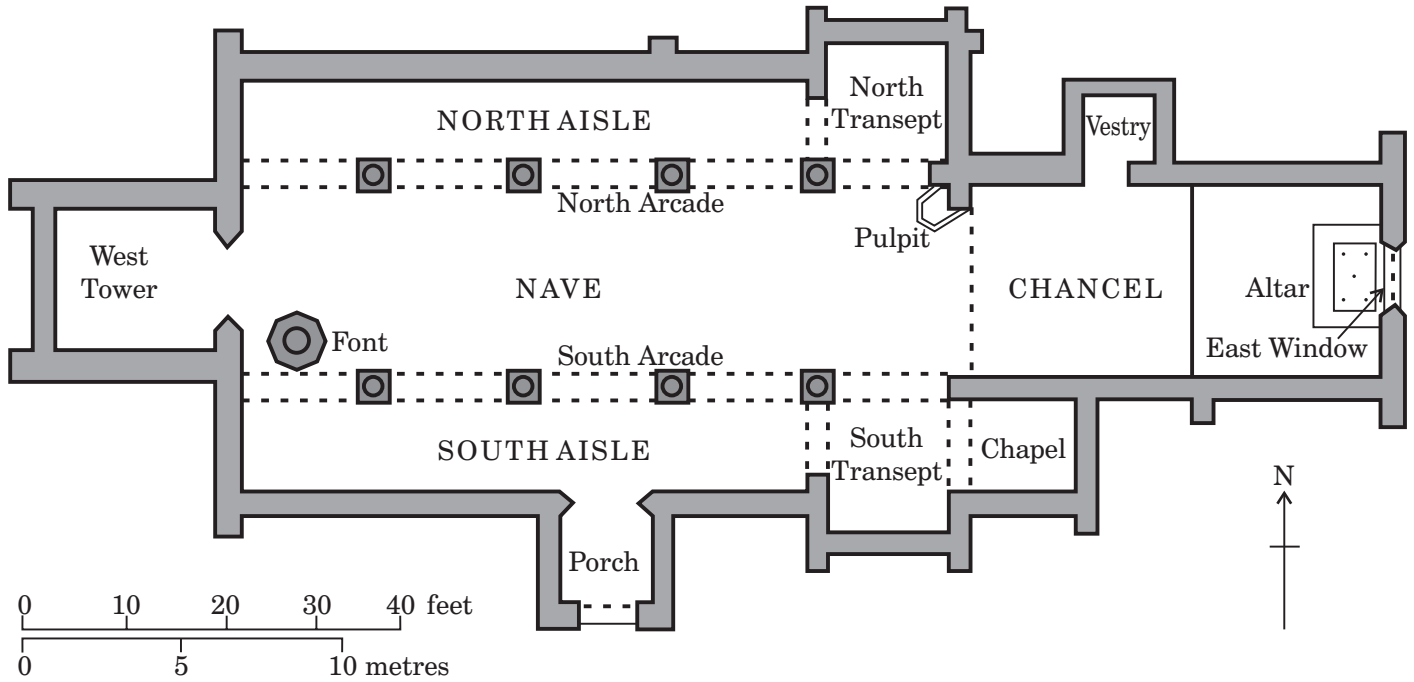 North
Transept
NORTH AISLE
Vestry
North Arcade
Pulpit
West
Tower
NAVE
CHANCEL
Altar
Font
South Arcade
East Window
SOUTH AISLE
South
Transept
Chapel
N
Porch
0 10 20 30 40 feet
0 5 10 metres